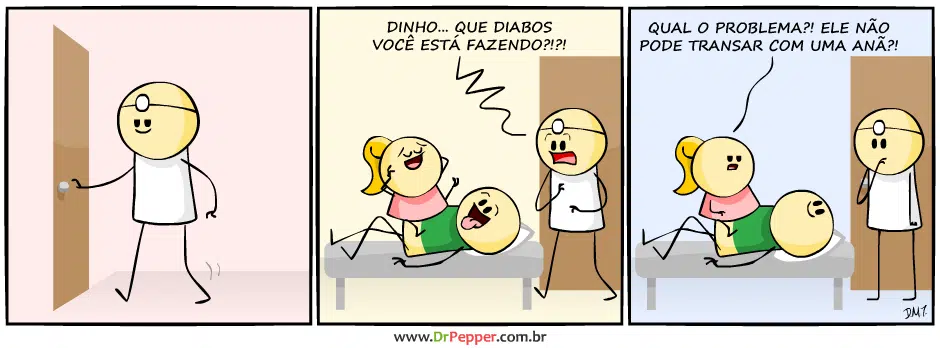 DINHO... QUE DIABOS
VOCÊ ESTÁ FAZENDO?!?!
QUAL O PROBLEMA?! ELE NÃO
PODE TRANSAR COM UMA ANÃ?!
www.DrPepper.com.br